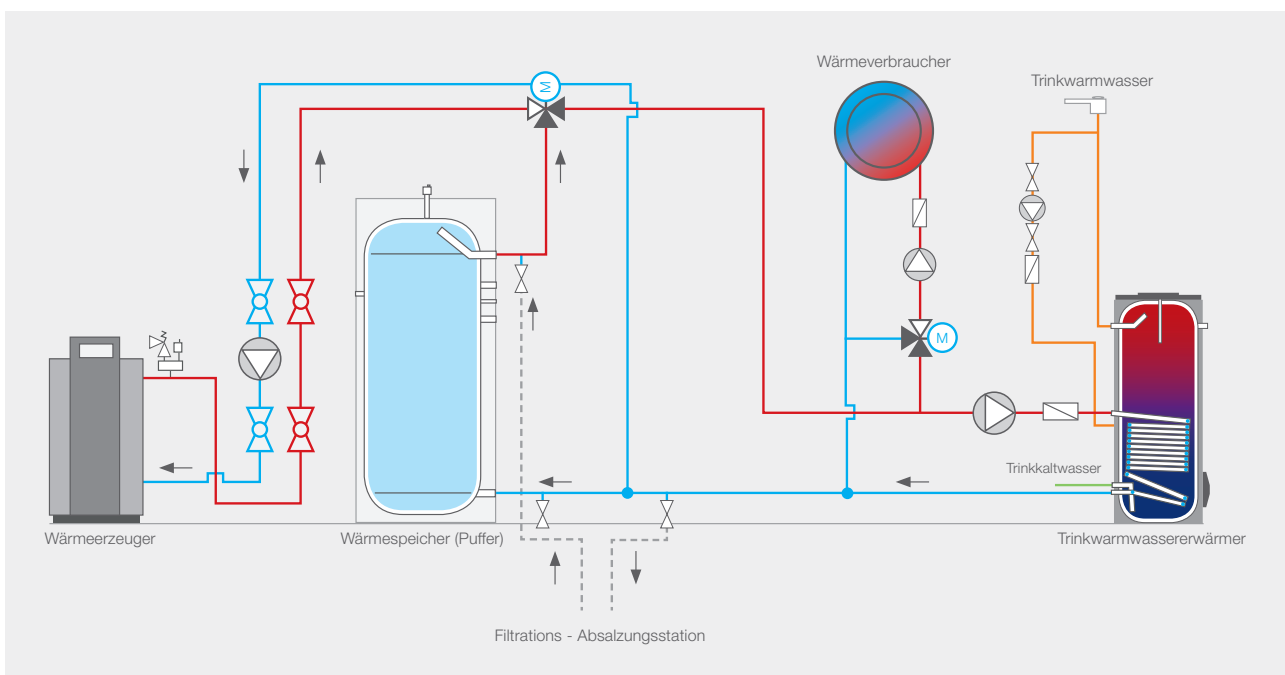 Wärmeverbraucher
Trinkwarmwasser
M
M
Trinkkaltwasser
Wärmeerzeuger
Wärmespeicher (Puffer)
Trinkwarmwassererwärmer
Filtrations - Absalzungsstation